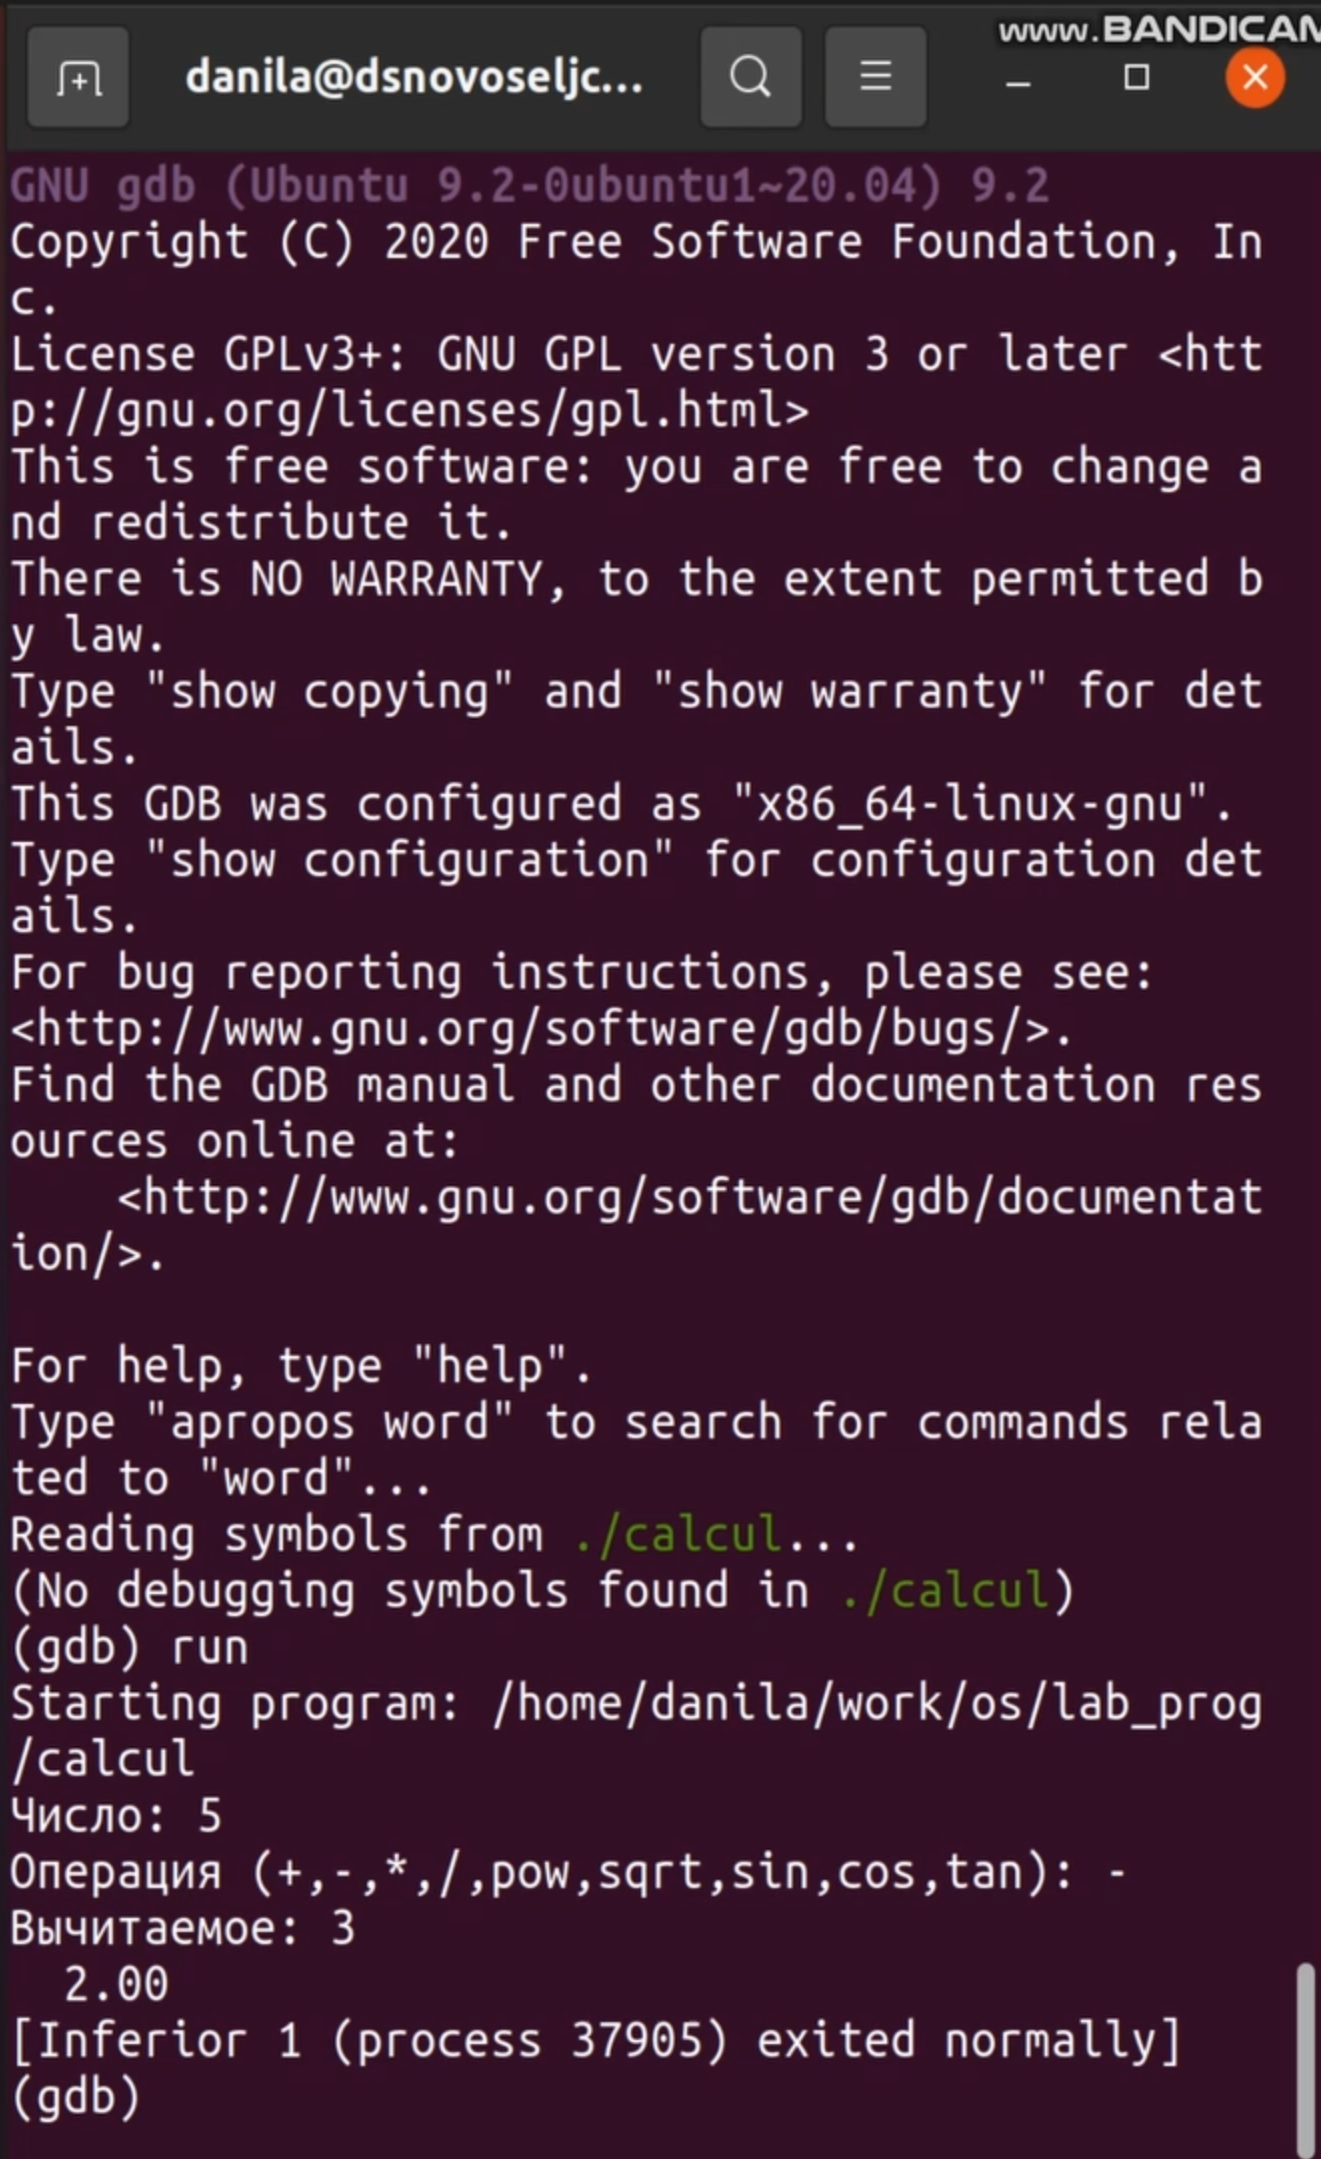 www.BANDICAM
danila@dsnovoseljc...
GNU gdb (Ubuntu 9.2-0ubuntu1~20.04) 9.2
Copyright (C) 2020 Free Software Foundation, In
c.
License GPLv3+: GNU GPL version 3 or later <htt
p://gnu.org/licenses/gpl.html>
This is free software: you are free to change a
nd redistribute it.
There is NO WARRANTY, to the extent permitted b
y law.
Type "show copying" and "show warranty" for det
ails.
This GDB was configured as "x86_64-linux-gnu".
Type "show configuration" for configuration det
ails.
For bug reporting instructions, please see:
<http://www.gnu.org/software/gdb/bugs/>.
Find the GDB manual and other documentation res
ources online at:
    <http://www.gnu.org/software/gdb/documentat
ion/>.

For help, type "help".
Type "apropos word" to search for commands rela
ted to "word"...
Reading symbols from ./calcul...
(No debugging symbols found in ./calcul)
(gdb) run
Starting program: /home/danila/work/os/lab_prog
/calcul
Число: 5
Операция (+,-,*,/,pow,sqrt,sin,cos,tan): -
Вычитаемое: 3
  2.00
[Inferior 1 (process 37905) exited normally]
(gdb)